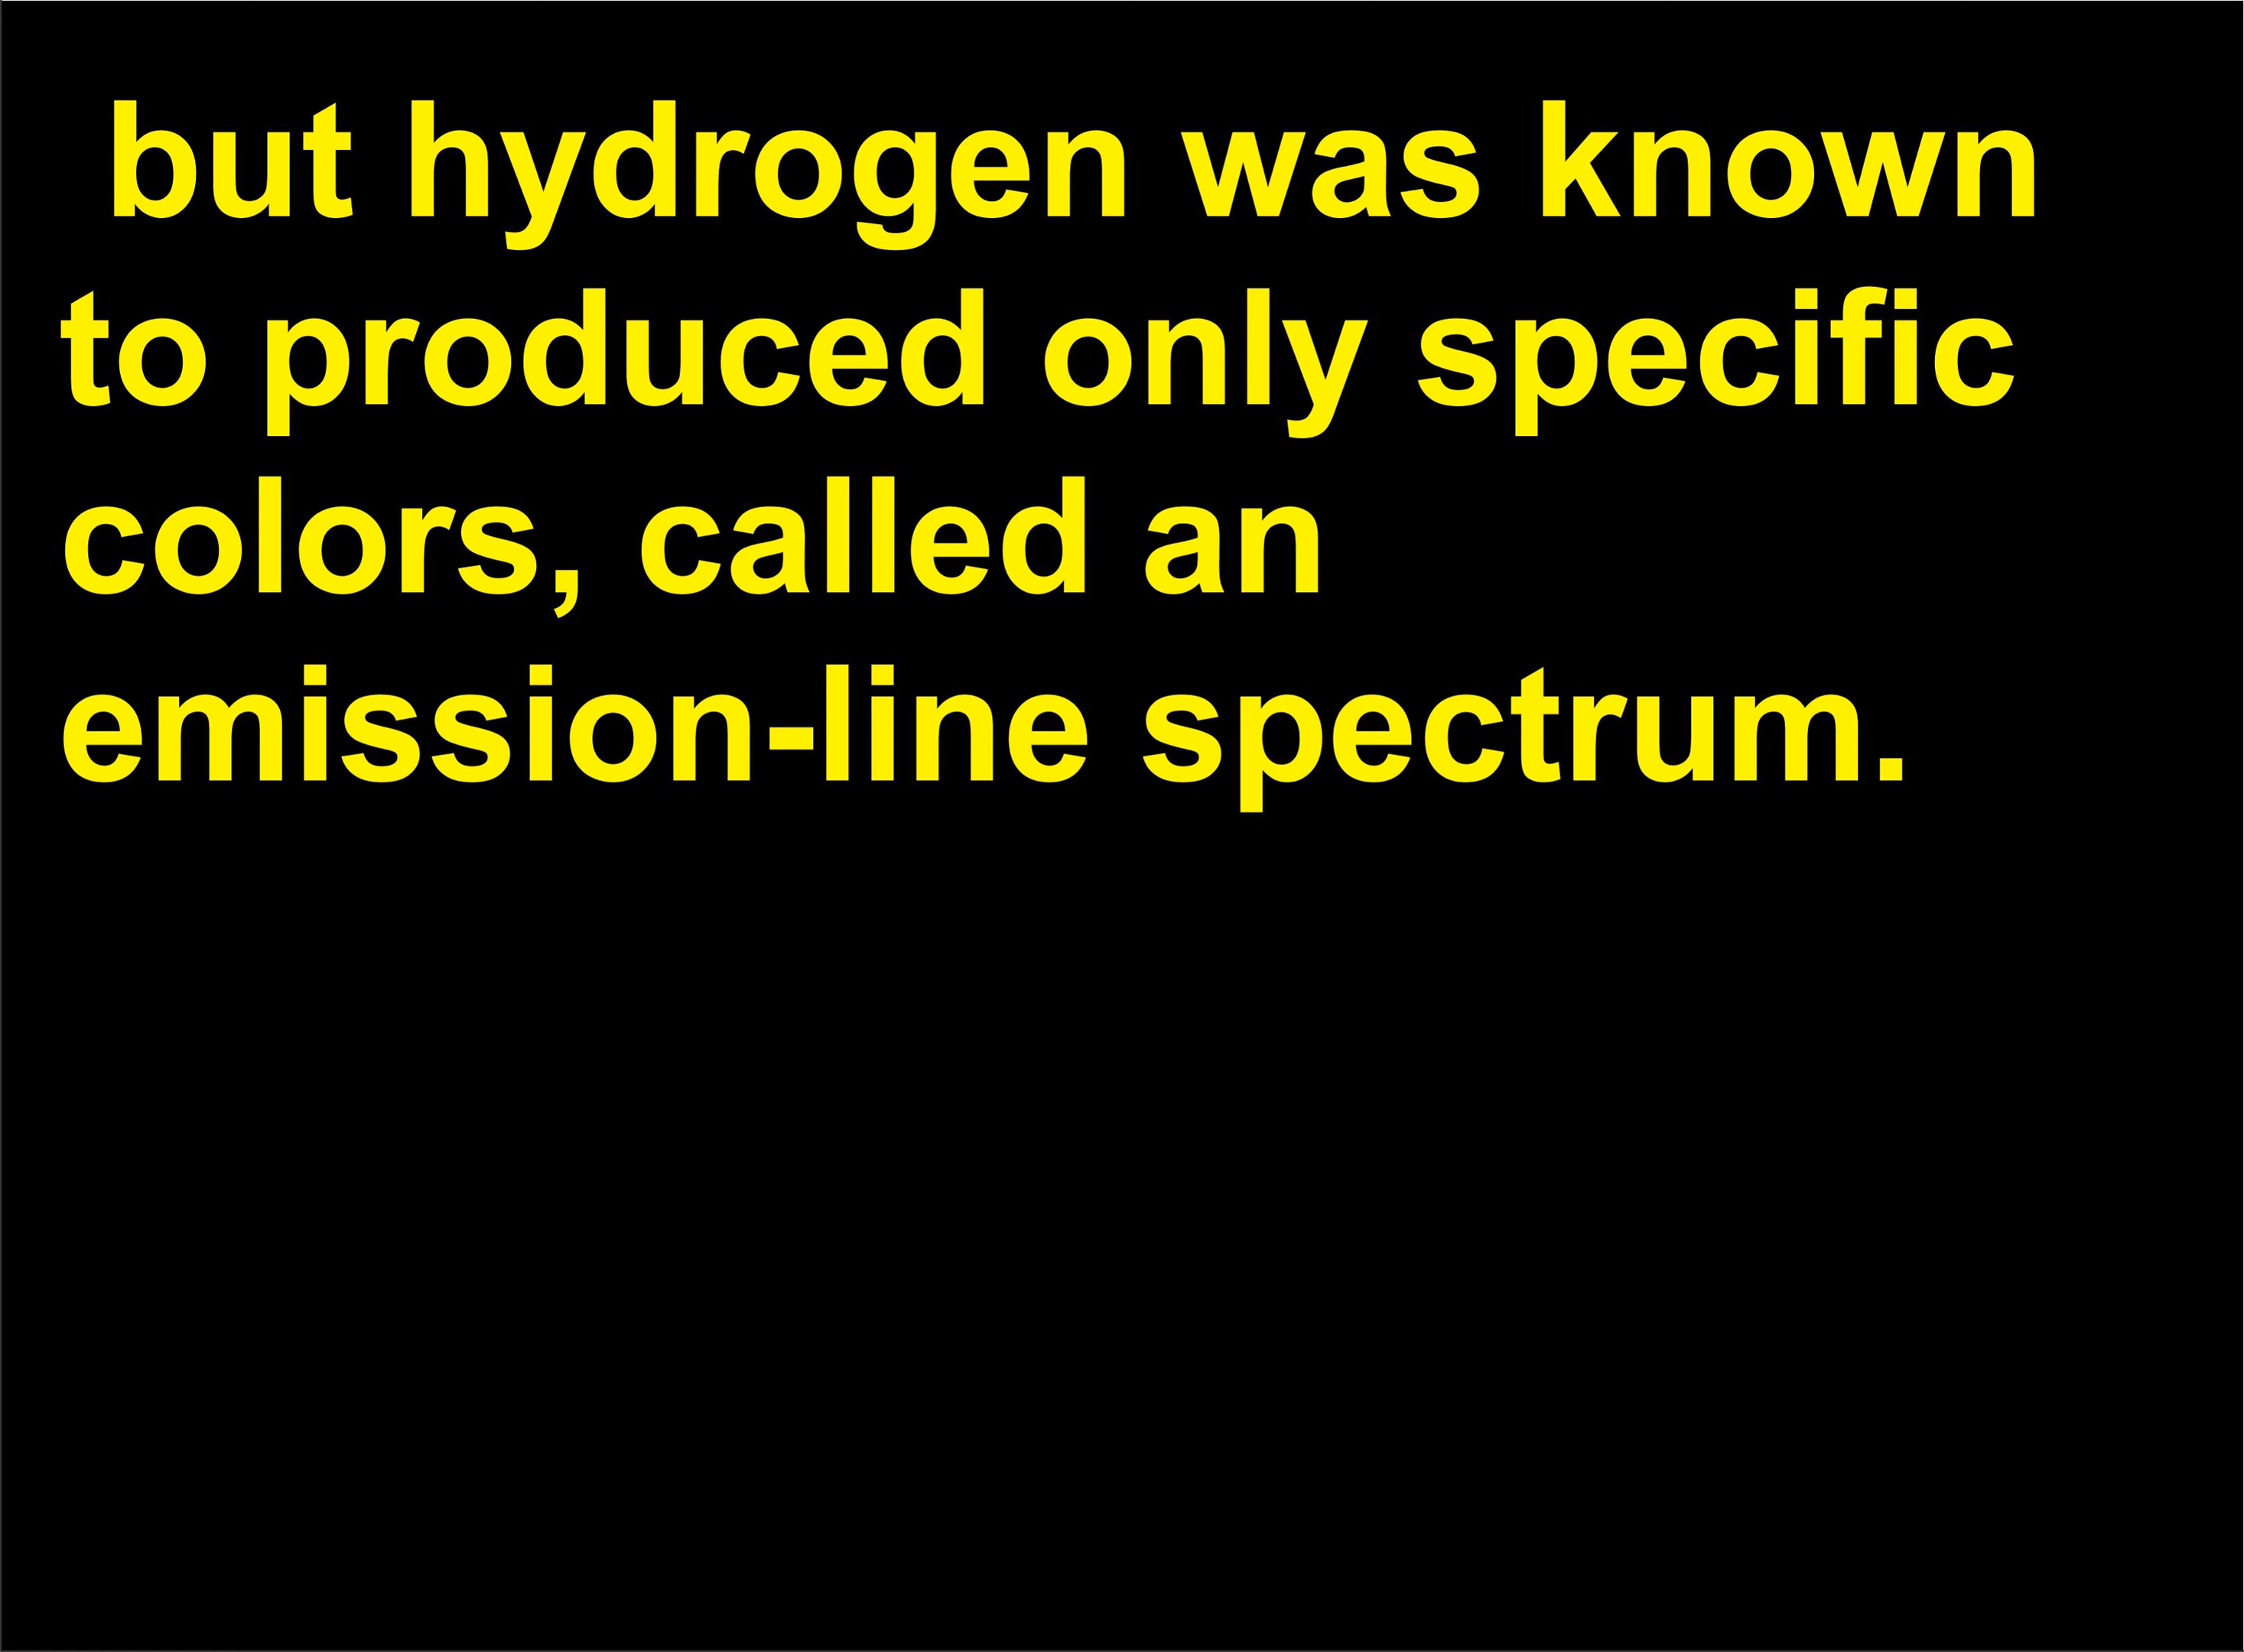 but hydrogen was known
to produced only specific
colors, called an
emission-line spectrum.